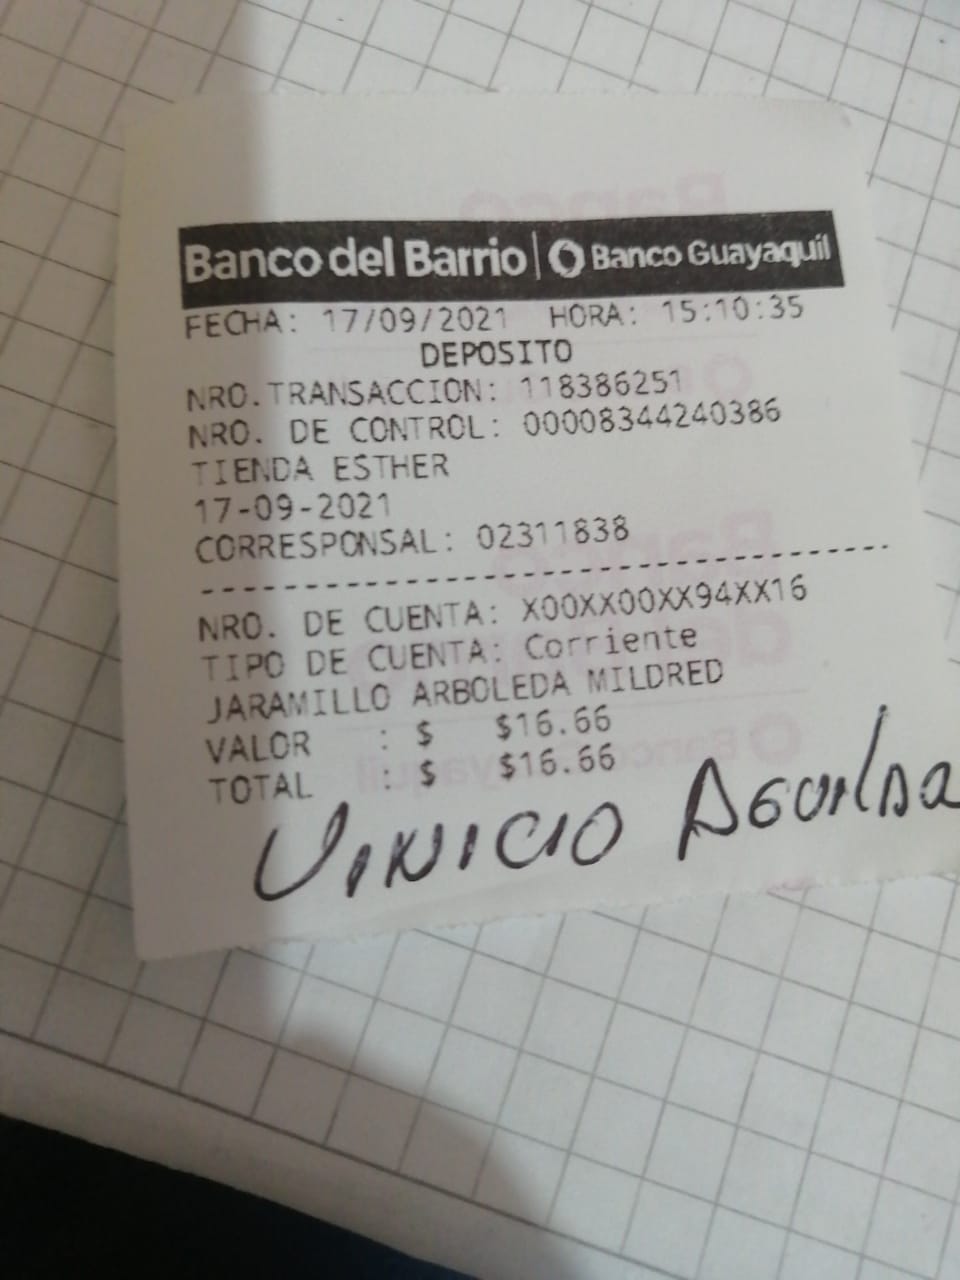 Banco del Barrio | Banco Guayaquil
FECHA: 17/09/2021 HORA: 15:10:35
DEPOSITO
NRO.TRANSACCION: 118386251
NRO. DE CONTROL: 00008344240386
TIENDA ESTHER
17-09-2021
CORRESPONSAL: 02311838
NRO. DE CUENTA: X00XX00XX94XX16
TIPO DE CUENTA: Corriente
JARAMILLO ARBOLEDA MILDRED
VALOR : $ $16.66
TOTAL : $ $16.66
VINICIO